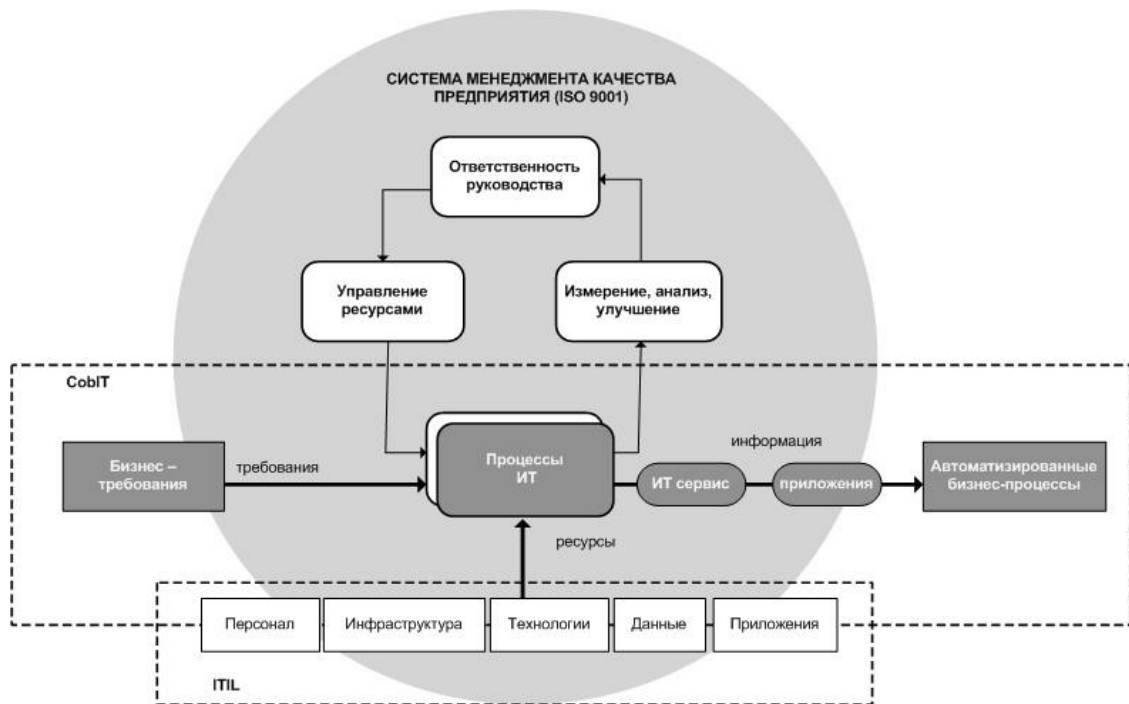 СИСТЕМА МЕНЕДЖМЕНТА КАЧЕСТВА
ПРЕДПРИЯТИЯ (ISO 9001)
Ответственность
руководства
Управление
ресурсами
Измерение, анализ,
улучшение
CobIT
Бизнес –
требования
требования
Процессы
ИТ
информация
ИТ сервис
приложения
Автоматизированные
бизнес-процессы
ресурсы
Персонал
Инфраструктура
Технологии
Данные
Приложения
ITIL